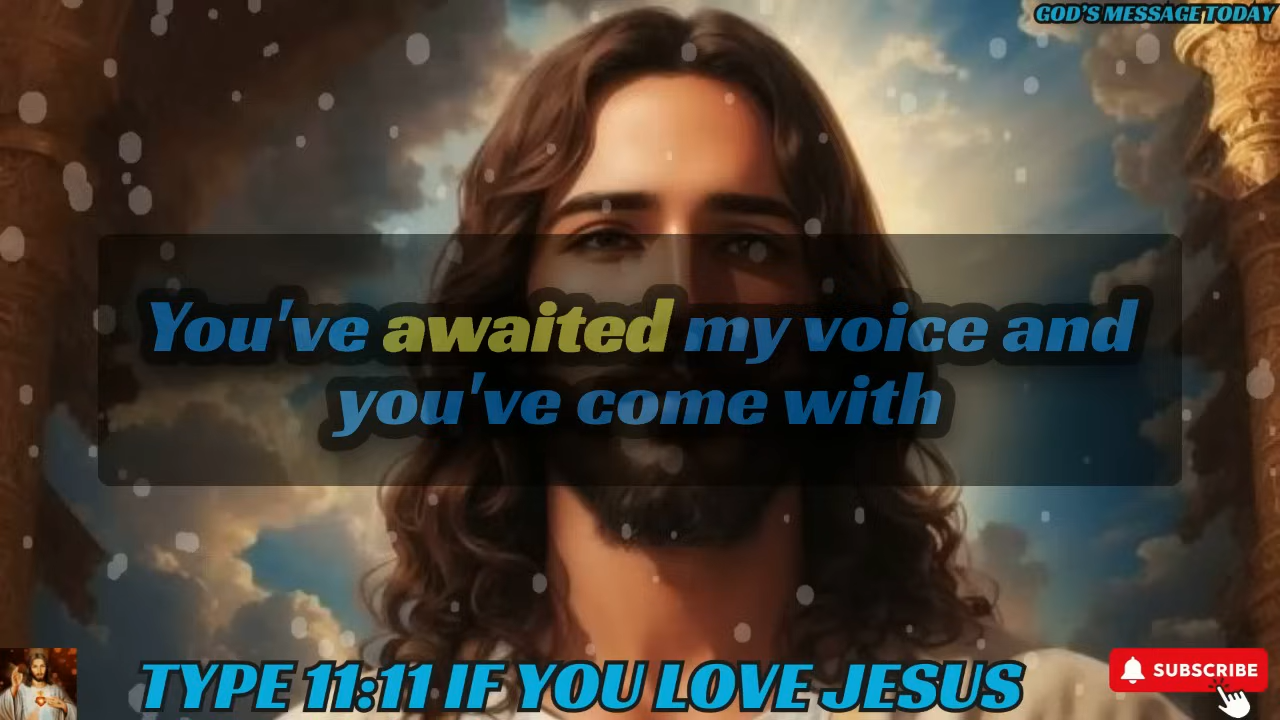 GOD'S MESSAGE TODAY
You've awaited my voice and
you've come with
TYPE 11:11 IF YOU LOVE JESUS
SUBSCRIBE